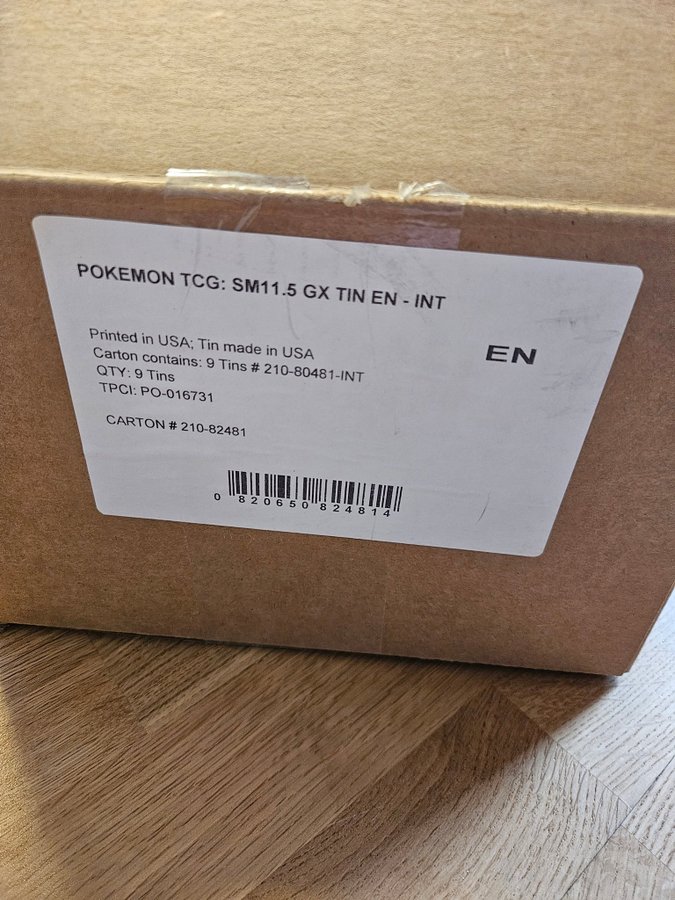 POKEMON TCG: SM11.5 GX TIN EN - INT
EN
Printed in USA; Tin made in USA
Carton contains: 9 Tins # 210-80481-INT
QTY: 9 Tins
TPCI: PO-016731
CARTON # 210-82481
0 820650 824814